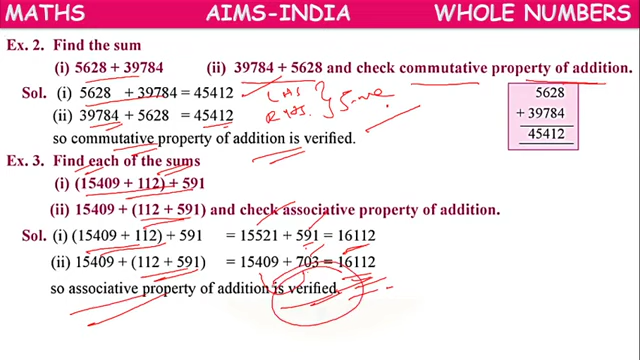 MATHS AIMS-INDIA WHOLE NUMBERS
Ex. 2. Find the sum
(i) 5628 + 39784 (ii) 39784 + 5628 and check commutative property of addition.
Sol. (i) 5628 + 39784 = 45412
(ii) 39784 + 5628 = 45412
so commutative property of addition is verified.
LHS
RHS. } Same
5628
+ 39784
45412
Ex. 3. Find each of the sums
(i) (15409 + 112) + 591
(ii) 15409 + (112 + 591) and check associative property of addition.
Sol. (i) (15409 + 112) + 591 = 15521 + 591 = 16112
(ii) 15409 + (112 + 591) = 15409 + 703 = 16112
so associative property of addition is verified.